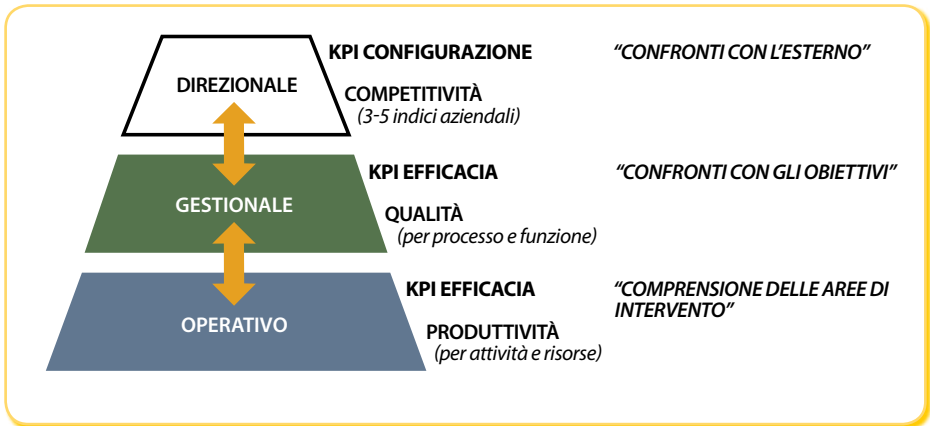 DIREZIONALE
KPI CONFIGURAZIONE
"CONFRONTI CON L'ESTERNO"
COMPETITIVITÀ
(3-5 indici aziendali)
GESTIONALE
KPI EFFICACIA
"CONFRONTI CON GLI OBIETTIVI"
QUALITÀ
(per processo e funzione)
OPERATIVO
KPI EFFICACIA
"COMPRENSIONE DELLE AREE DI
INTERVENTO"
PRODUTTIVITÀ
(per attività e risorse)